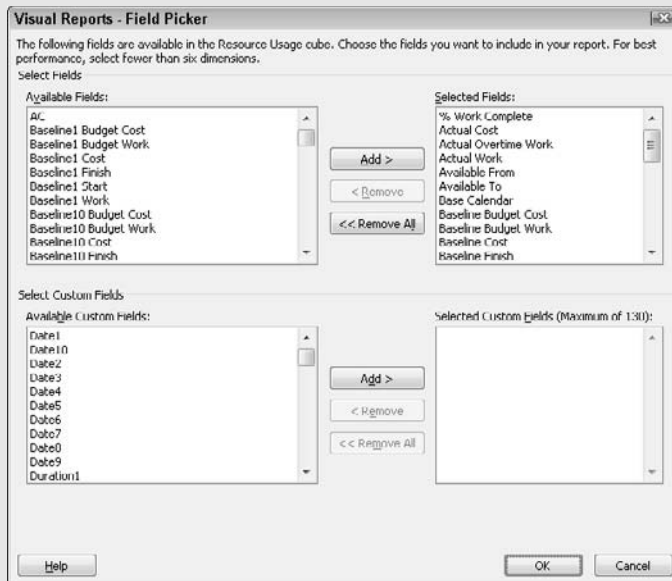 Visual Reports - Field Picker
The following fields are available in the Resource Usage cube. Choose the fields you want to include in your report. For best
performance, select fewer than six dimensions.
Select Fields
Available Fields:
AC
Baseline1 Budget Cost
Baseline1 Budget Work
Baseline1 Cost
Baseline1 Finish
Baseline1 Start
Baseline1 Work
Baseline10 Budget Cost
Baseline10 Budget Work
Baseline10 Cost
Baseline10 Finish
Add >
< Remove
<< Remove All
Selected Fields:
% Work Complete
Actual Cost
Actual Overtime Work
Actual Work
Available From
Available To
Base Calendar
Baseline Budget Cost
Baseline Budget Work
Baseline Cost
Baseline Finish
Select Custom Fields
Available Custom Fields:
Date1
Date10
Date2
Date3
Date4
Date5
Date6
Date7
Date8
Date9
Duration1
Add >
< Remove
<< Remove All
Selected Custom Fields (Maximum of 130):
Help
OK
Cancel